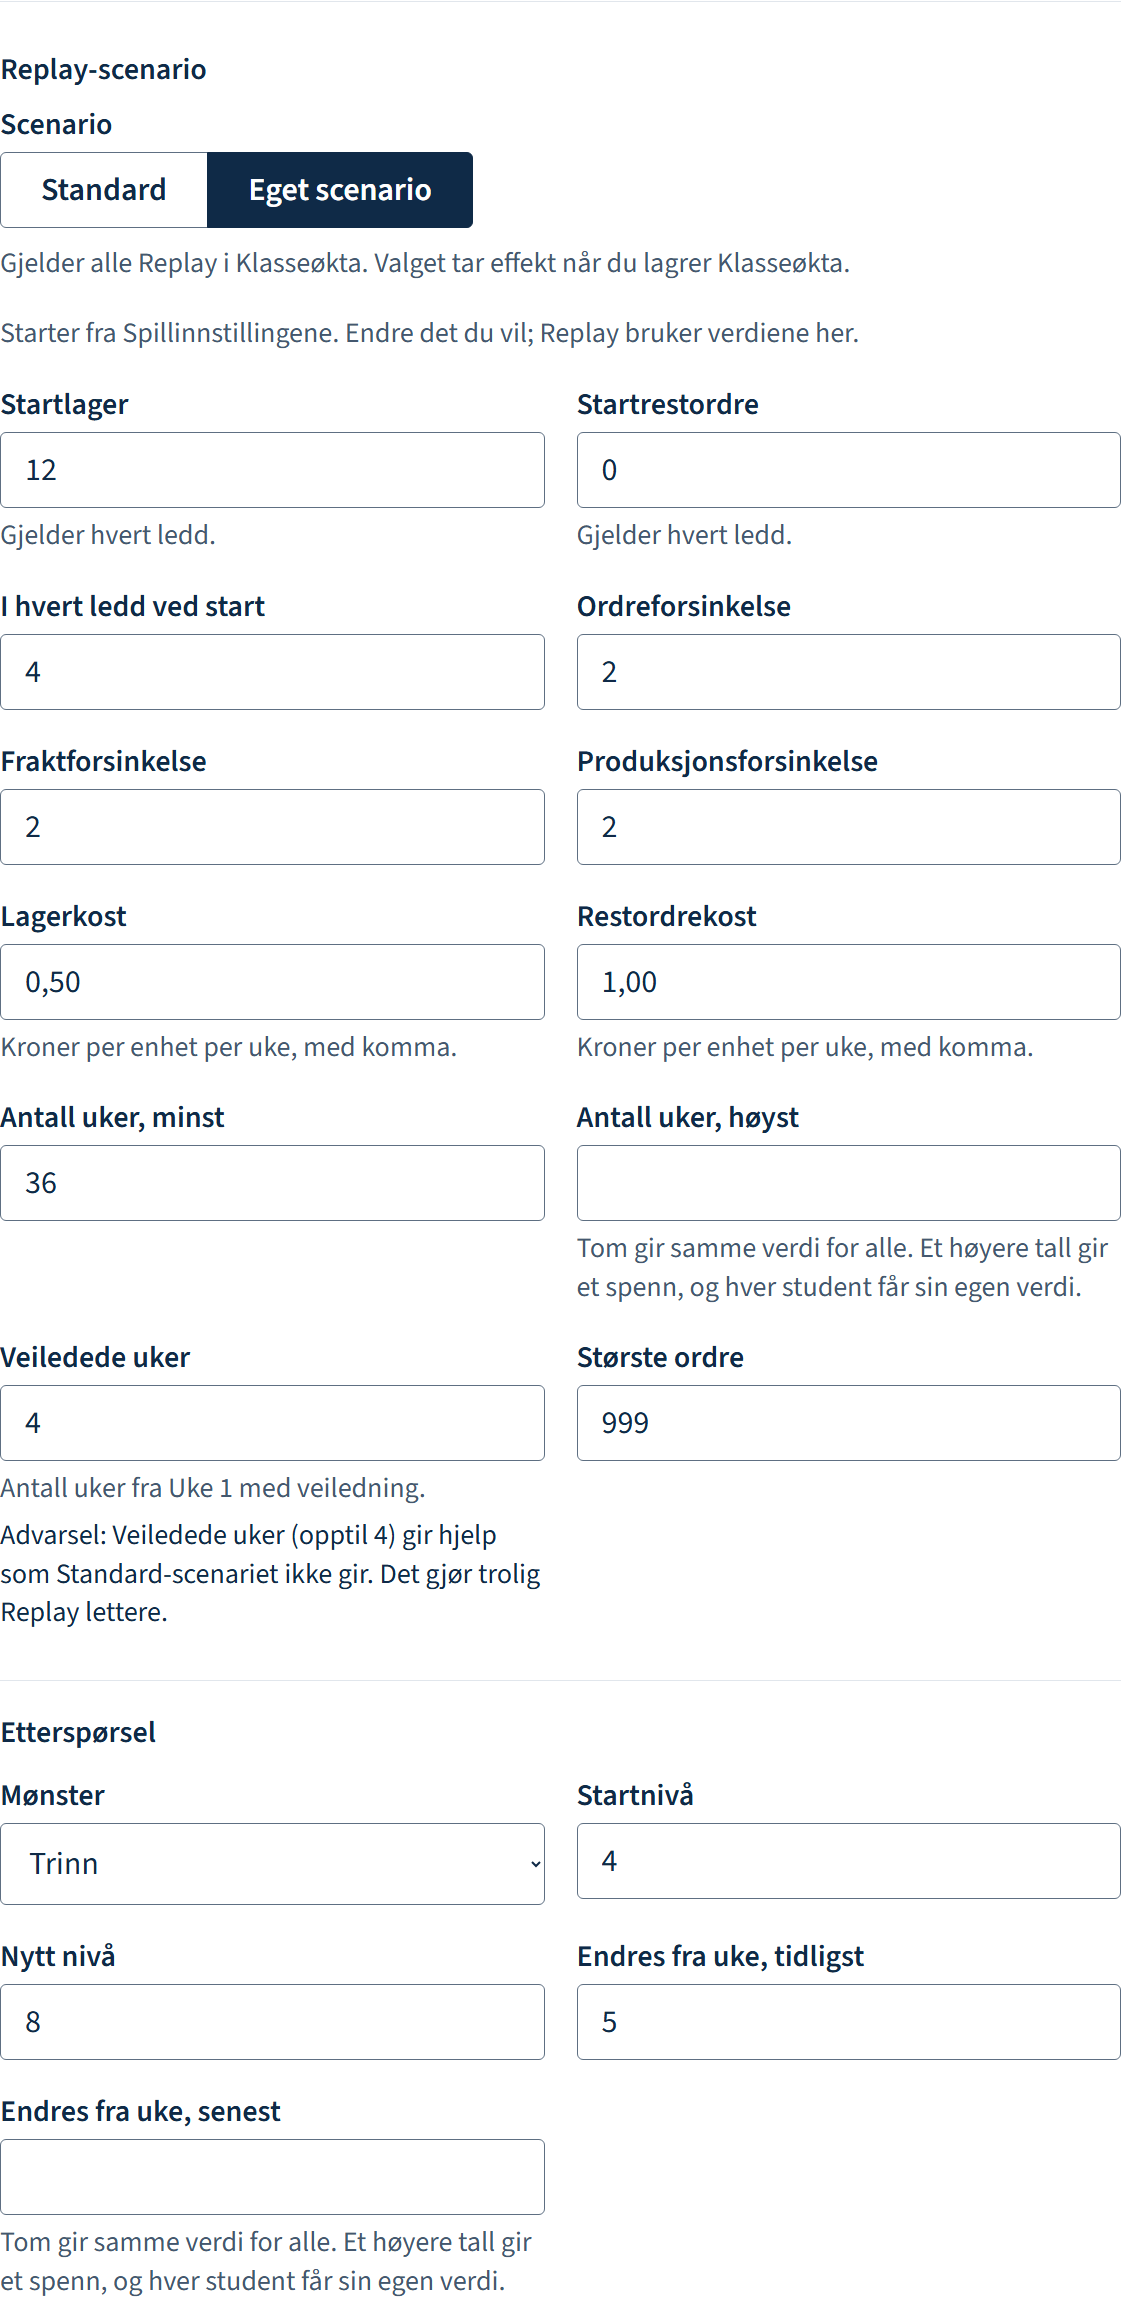 Replay-scenario
Scenario
Standard
Eget scenario
Gjelder alle Replay i Klasseøkta. Valget tar effekt når du lagrer Klasseøkta.
Starter fra Spillinnstillingene. Endre det du vil; Replay bruker verdiene her.
Startlager
12
Gjelder hvert ledd.
Startrestordre
0
Gjelder hvert ledd.
I hvert ledd ved start
4
Ordreforsinkelse
2
Fraktforsinkelse
2
Produksjonsforsinkelse
2
Lagerkost
0,50
Kroner per enhet per uke, med komma.
Restordrekost
1,00
Kroner per enhet per uke, med komma.
Antall uker, minst
36
Antall uker, høyst
Tom gir samme verdi for alle. Et høyere tall gir
et spenn, og hver student får sin egen verdi.
Veiledede uker
4
Antall uker fra Uke 1 med veiledning.
Advarsel: Veiledede uker (opptil 4) gir hjelp
som Standard-scenariet ikke gir. Det gjør trolig
Replay lettere.
Største ordre
999
Etterspørsel
Mønster
Trinn
Startnivå
4
Nytt nivå
8
Endres fra uke, tidligst
5
Endres fra uke, senest
Tom gir samme verdi for alle. Et høyere tall gir
et spenn, og hver student får sin egen verdi.